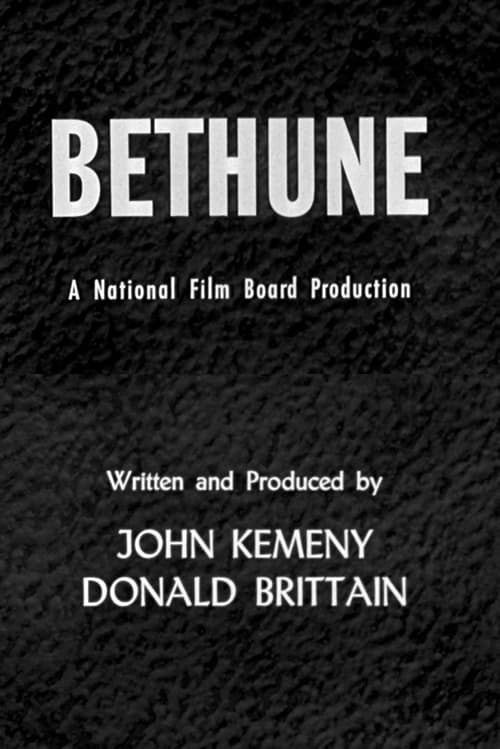 BETHUNE
A National Film Board Production
Written and Produced by
JOHN KEMENY
DONALD BRITTAIN